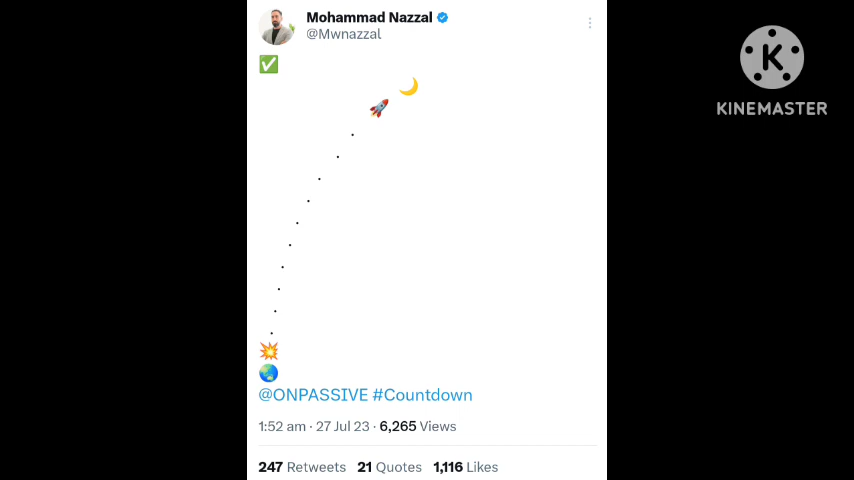 Mohammad Nazzal
@Mwnazzal
✅
🌙
🚀
.
.
.
.
.
.
.
.
.
.
💥
🌏
@ONPASSIVE #Countdown
1:52 am · 27 Jul 23 · 6,265 Views
247 Retweets 21 Quotes 1,116 Likes
K
KINEMASTER